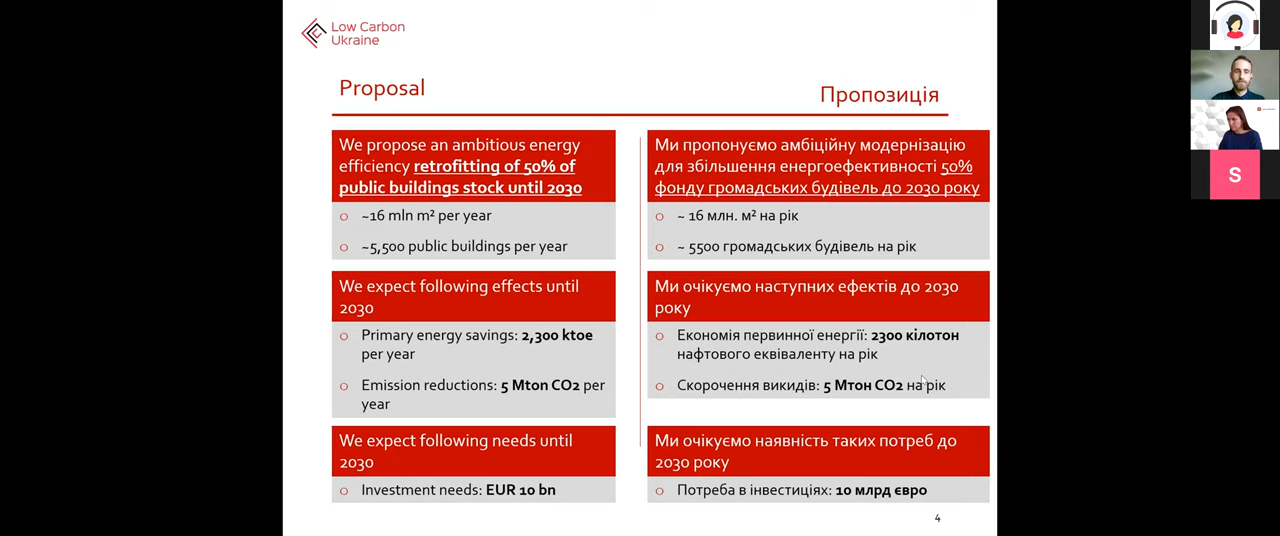 Low Carbon
Ukraine
Proposal
Пропозиція
We propose an ambitious energy
efficiency retrofitting of 50% of
public buildings stock until 2030
~16 mln m² per year
~5,500 public buildings per year
We expect following effects until
2030
Primary energy savings: 2,300 ktoe
per year
Emission reductions: 5 Mton CO2 per
year
We expect following needs until
2030
Investment needs: EUR 10 bn
Ми пропонуємо амбіційну модернізацію
для збільшення енергоефективності 50%
фонду громадських будівель до 2030 року
~ 16 млн. м² на рік
~ 5500 громадських будівель на рік
Ми очікуємо наступних ефектів до 2030
року
Економія первинної енергії: 2300 кілотон
нафтового еквіваленту на рік
Скорочення викидів: 5 Мтон CO2 на рік
Ми очікуємо наявність таких потреб до
2030 року
Потреба в інвестиціях: 10 млрд євро
4
S